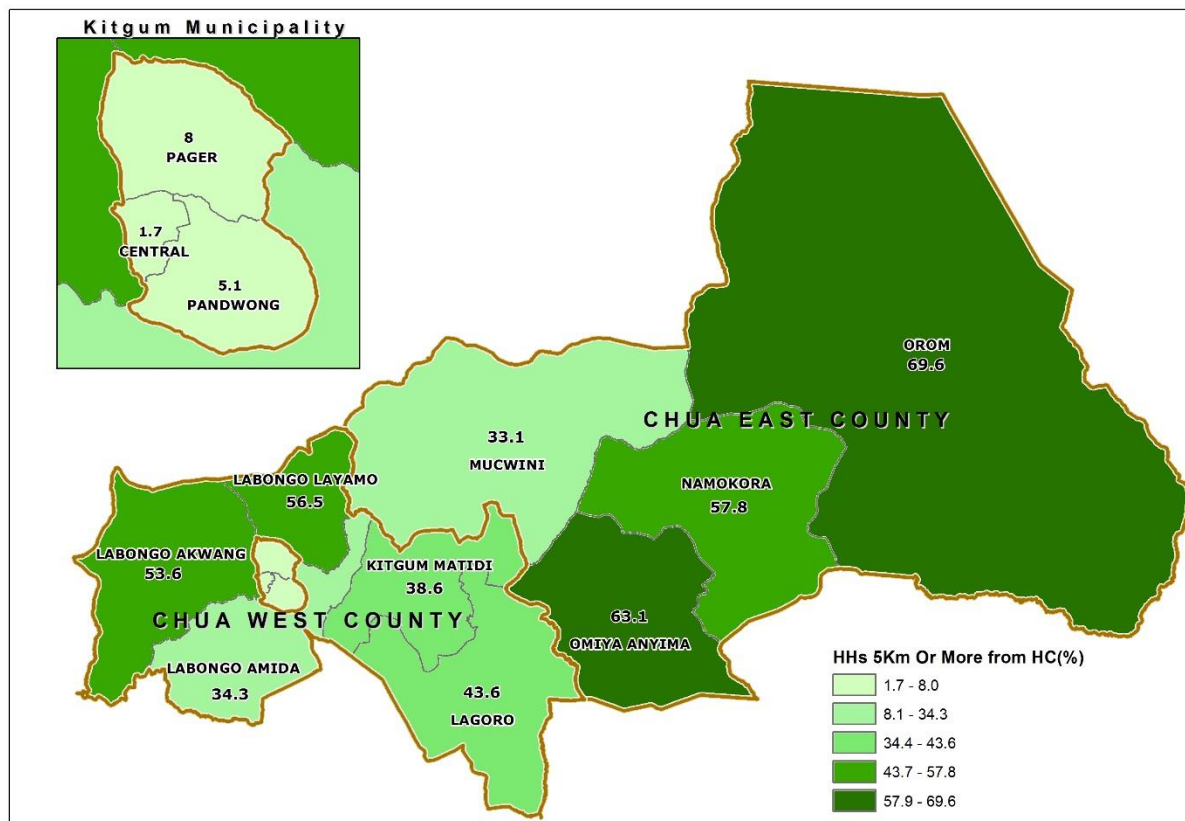 Kitgum Municipality
8
PAGER
1.7
CENTRAL
5.1
PANDWONG
OROM
69.6
CHUA EAST COUNTY
33.1
MUCWINI
NAMOKORA
57.8
LABONGO LAYAMO
56.5
LABONGO AKWANG
53.6
KITGUM MATIDI
38.6
CHUA WEST COUNTY
63.1
OMIYA ANYIMA
LABONGO AMIDA
34.3
43.6
LAGORO
HHs 5Km Or More from HC(%)
1.7 - 8.0
8.1 - 34.3
34.4 - 43.6
43.7 - 57.8
57.9 - 69.6